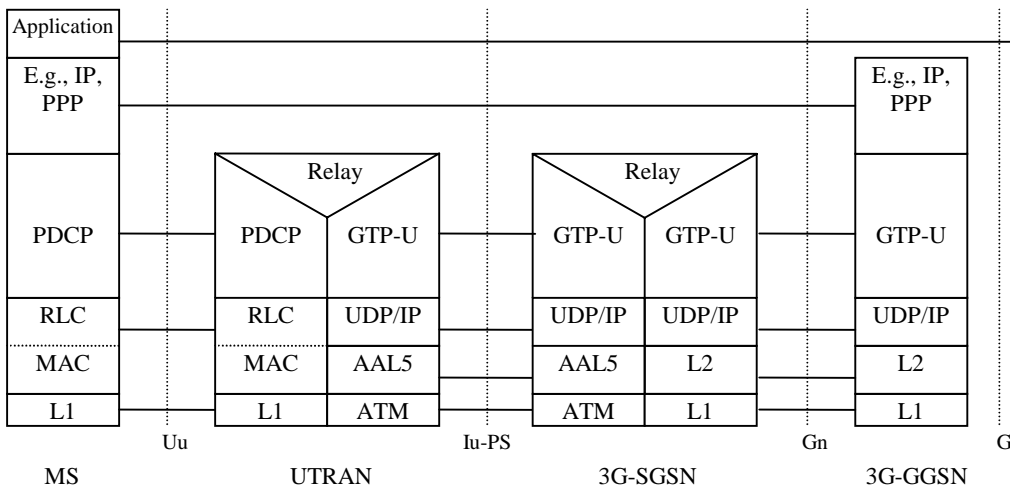 Application
E.g., IP,
PPP
E.g., IP,
PPP
Relay
Relay
PDCP
PDCP
GTP-U
GTP-U
GTP-U
GTP-U
RLC
RLC
UDP/IP
UDP/IP
UDP/IP
UDP/IP
MAC
MAC
AAL5
AAL5
L2
L2
L1
L1
ATM
ATM
L1
L1
Uu
Iu-PS
Gn
G
MS
UTRAN
3G-SGSN
3G-GGSN